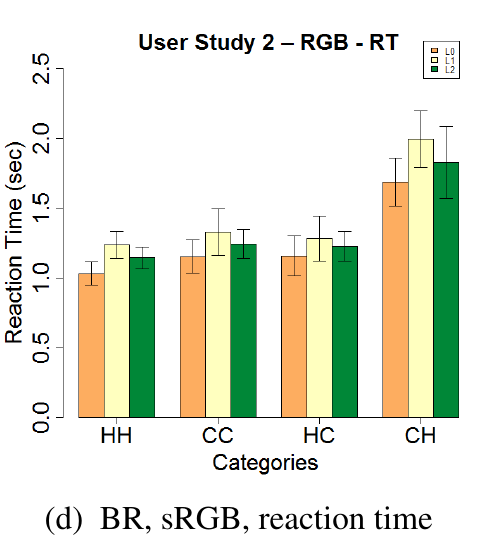 User Study 2 – RGB - RT
L0
L1
L2
Reaction Time (sec)
2.5
2.0
1.5
1.0
0.5
0.0
HH CC HC CH
Categories
(d) BR, sRGB, reaction time